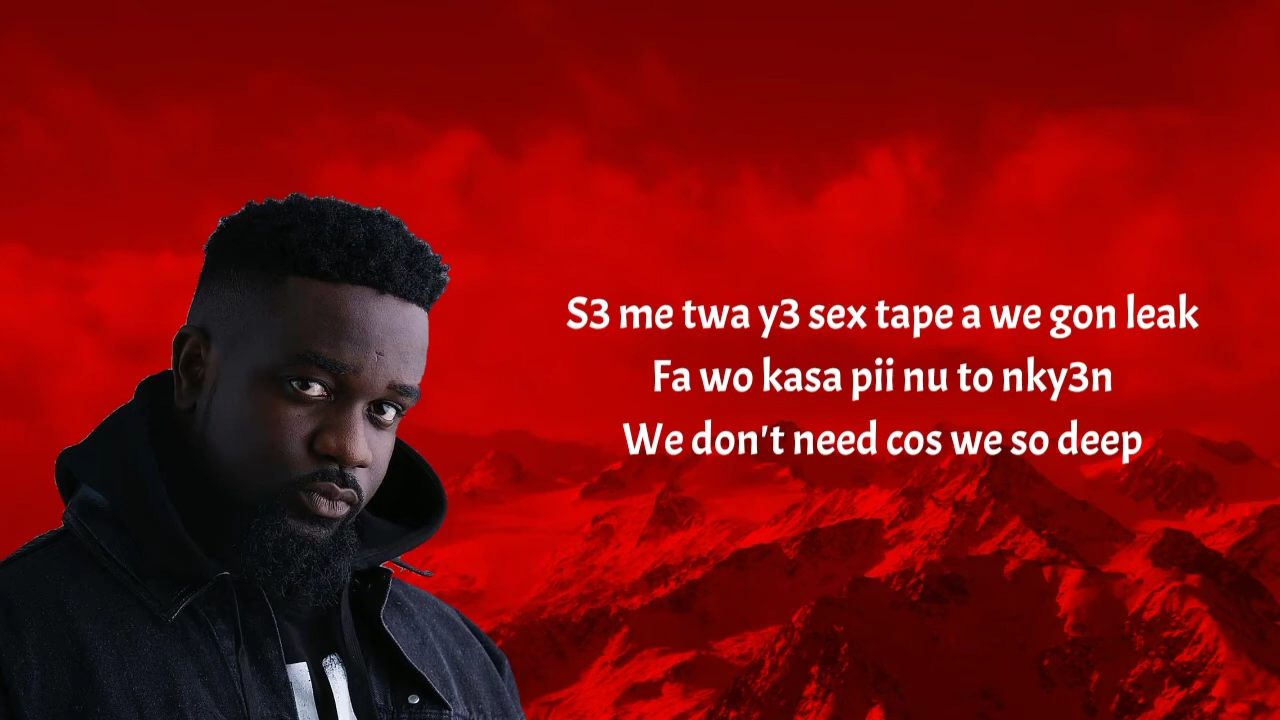 S3 me twa y3 sex tape a we gon leak
Fa wo kasa pii nu to nky3n
We don't need cos we so deep